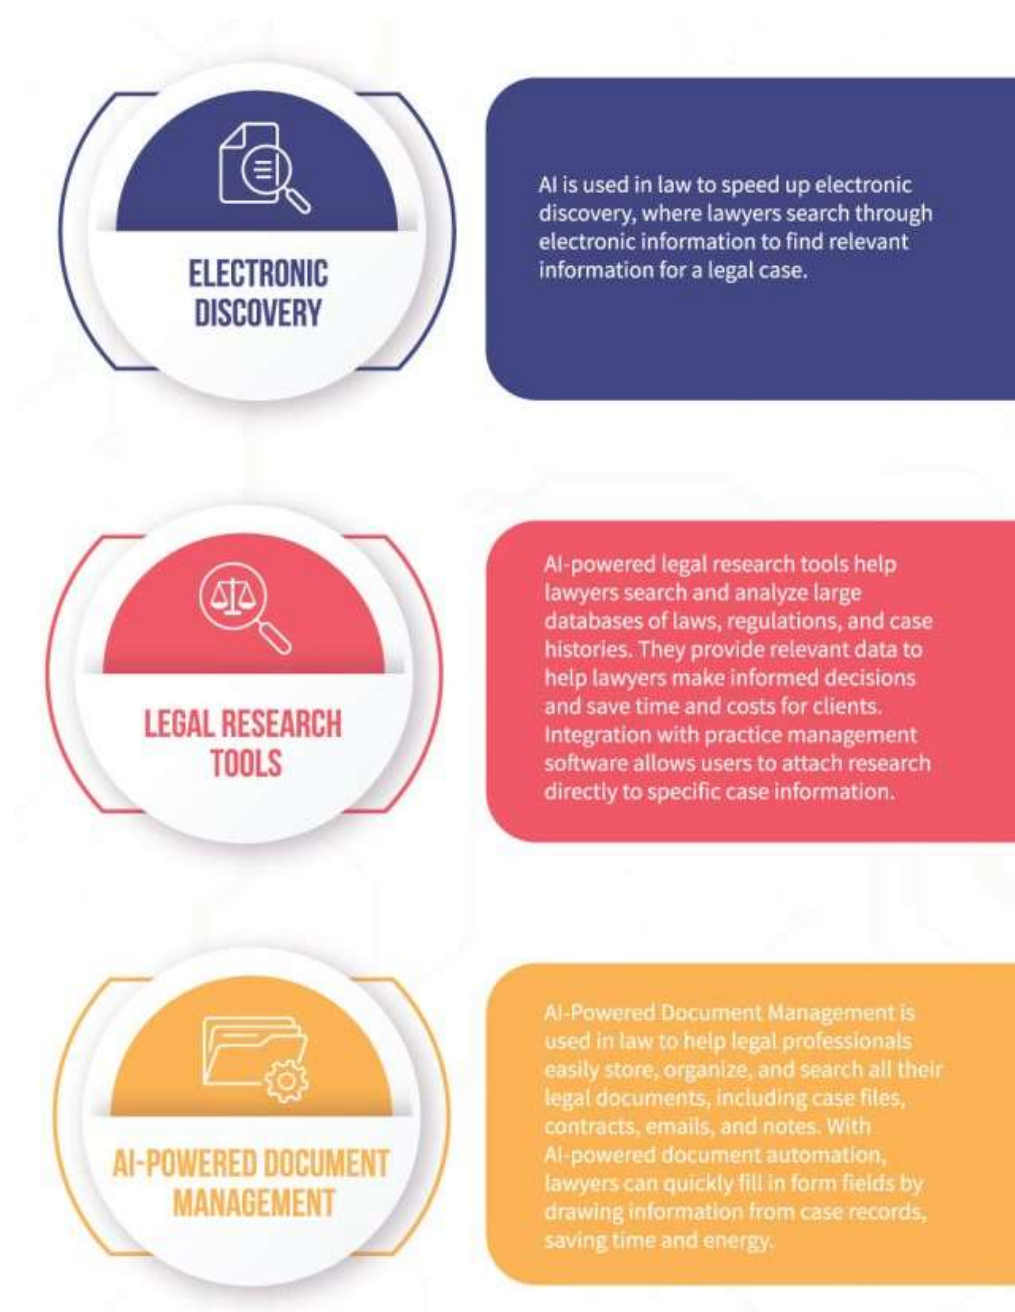 ELECTRONIC
DISCOVERY
AI is used in law to speed up electronic
discovery, where lawyers search through
electronic information to find relevant
information for a legal case.
LEGAL RESEARCH
TOOLS
AI-powered legal research tools help
lawyers search and analyze large
databases of laws, regulations, and case
histories. They provide relevant data to
help lawyers make informed decisions
and save time and costs for clients.
Integration with practice management
software allows users to attach research
directly to specific case information.
AI-POWERED DOCUMENT
MANAGEMENT
AI-Powered Document Management is
used in law to help legal professionals
easily store, organize, and search all their
legal documents, including case files,
contracts, emails, and notes. With
AI-powered document automation,
lawyers can quickly fill in form fields by
drawing information from case records,
saving time and energy.